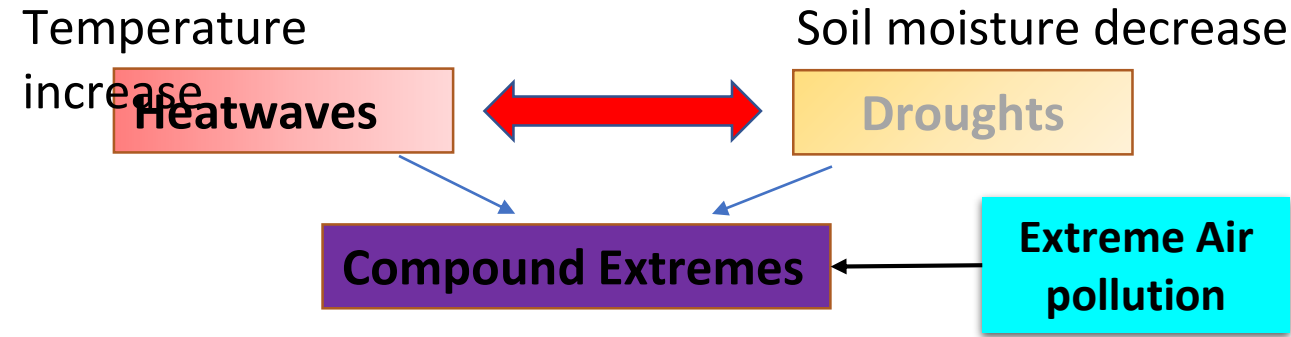 Temperature
increase
Soil moisture decrease
Heatwaves
Droughts
Compound Extremes
Extreme Air
pollution